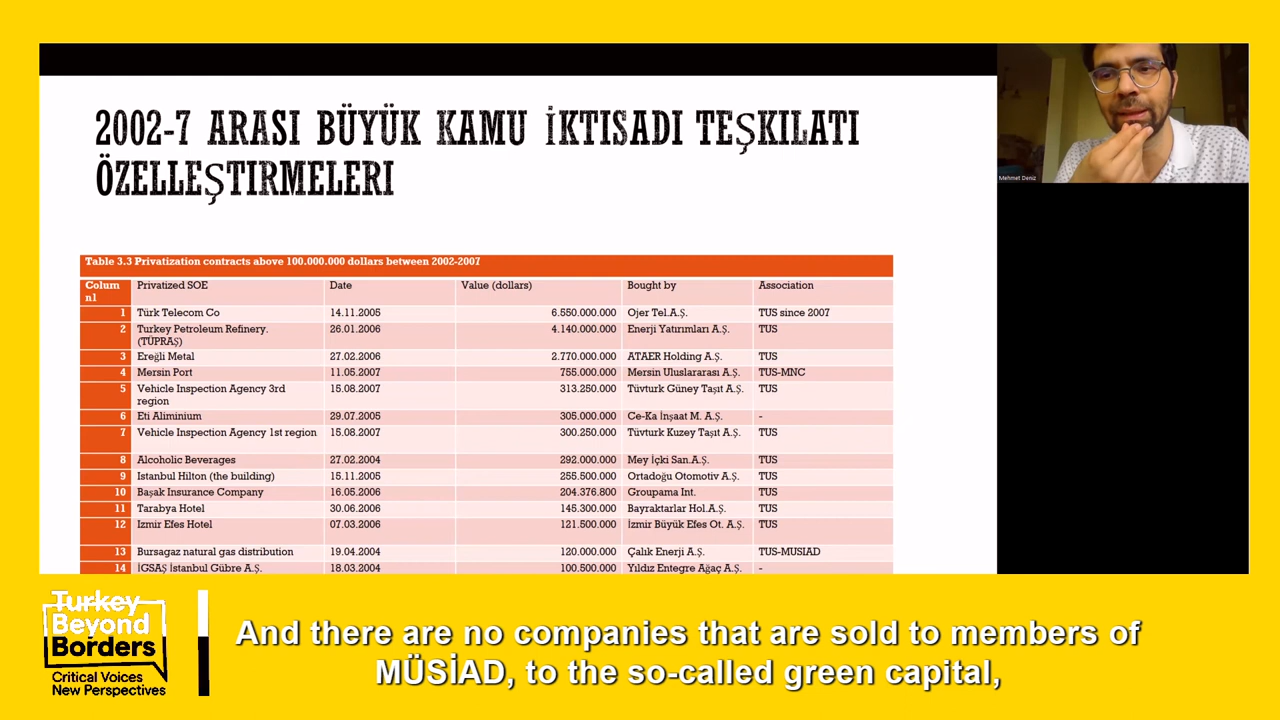 2002-7 ARASI BÜYÜK KAMU İKTISADI TEŞKILATI
ÖZELLEŞTIRMELERI
Table 3.3 Privatization contracts above 100.000.000 dollars between 2002-2007
Colum
n1 Privatized SOE Date Value (dollars) Bought by Association
1 Türk Telecom Co 14.11.2005 6.550.000.000 Ojer Tel.A.Ş. TUS since 2007
2 Turkey Petroleum Refinery. 26.01.2006 4.140.000.000 Enerji Yatırımları A.Ş. TUS
(TÜPRAŞ)
3 Ereğli Metal 27.02.2006 2.770.000.000 ATAER Holding A.Ş. TUS
4 Mersin Port 11.05.2007 755.000.000 Mersin Uluslararası A.Ş. TUS-MNC
5 Vehicle Inspection Agency 3rd 15.08.2007 313.250.000 Tüvturk Güney Taşıt A.Ş. TUS
region
6 Eti Aliminium 29.07.2005 305.000.000 Ce-Ka İnşaat M. A.Ş. -
7 Vehicle Inspection Agency 1st region 15.08.2007 300.250.000 Tüvturk Kuzey Taşıt A.Ş. TUS
8 Alcoholic Beverages 27.02.2004 292.000.000 Mey İçki San.A.Ş. TUS
9 Istanbul Hilton (the building) 15.11.2005 255.500.000 Ortadoğu Otomotiv A.Ş. TUS
10 Başak Insurance Company 16.05.2006 204.376.800 Groupama Int. TUS
11 Tarabya Hotel 30.06.2006 145.300.000 Bayraktarlar Hol.A.Ş. TUS
12 Izmir Efes Hotel 07.03.2006 121.500.000 İzmir Büyük Efes Ot. A.Ş. TUS
13 Bursagaz natural gas distribution 19.04.2004 120.000.000 Çalık Enerji A.Ş. TUS-MUSIAD
14 İGSAŞ İstanbul Gübre A.Ş. 18.03.2004 100.500.000 Yıldız Entegre Ağaç A.Ş. -
Mehmet Deniz
Turkey
Beyond
Borders
Critical Voices
New Perspectives
And there are no companies that are sold to members of
MÜSİAD, to the so-called green capital,